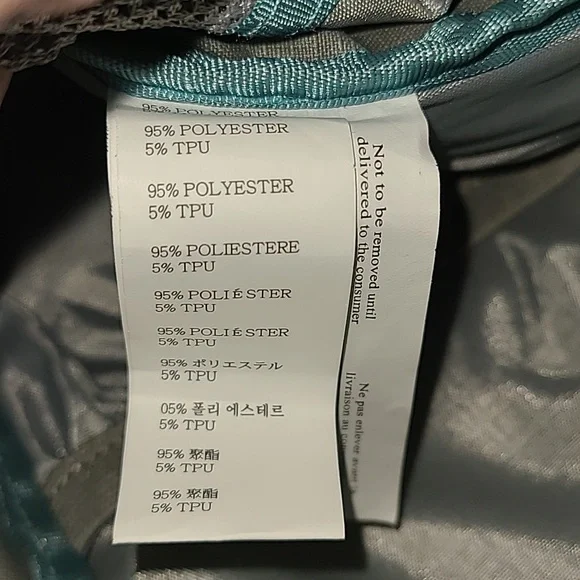 95% POLYESTER
95% POLYESTER
5% TPU
95% POLYESTER
5% TPU
95% POLIESTERE
5% TPU
95% POLIÉSTER
5% TPU
95% POLIÉSTER
5% TPU
95% ポリエステル
5% TPU
05% 폴리 에스테르
5% TPU
95% 聚酯
5% TPU
95% 聚酯
5% TPU
Not to be removed until
delivered to the consumer
Ne pas enlever avant
livraison au